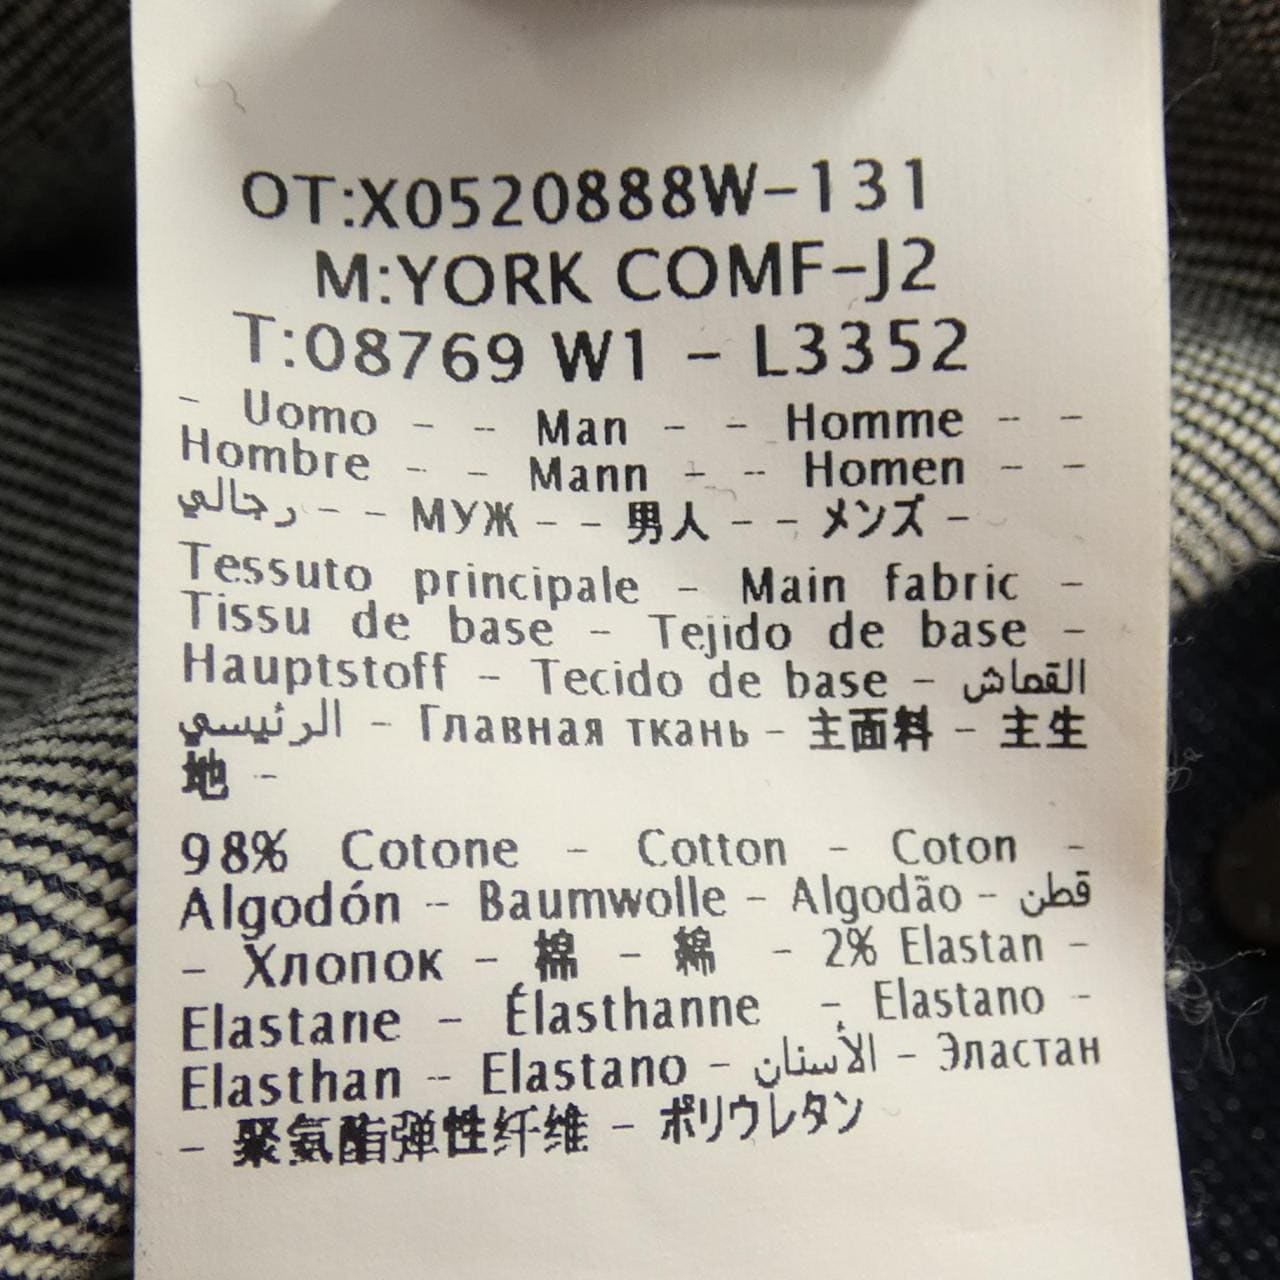 OT:X0520888W-131
M:YORK COMF-J2
T:08769 W1 - L3352
- Uomo - - Man - - Homme - -
Hombre - - Mann - - Homen - -
رجالي - - МУЖ - - 男人 - - メンズ -
Tessuto principale - Main fabric -
Tissu de base - Tejido de base -
Hauptstoff - Tecido de base - القماش
الرئيسي - Главная ткань - 主面料 - 主生
地 -
98% Cotone - Cotton - Coton -
Algodón - Baumwolle - Algodão - قطن
- Хлопок - 棉 - 綿 - 2% Elastan -
Elastane - Élasthanne - Elastano -
Elasthan - Elastano - الأسنان - Эластан
- 聚氨酯弹性纤维 - ポリウレタン